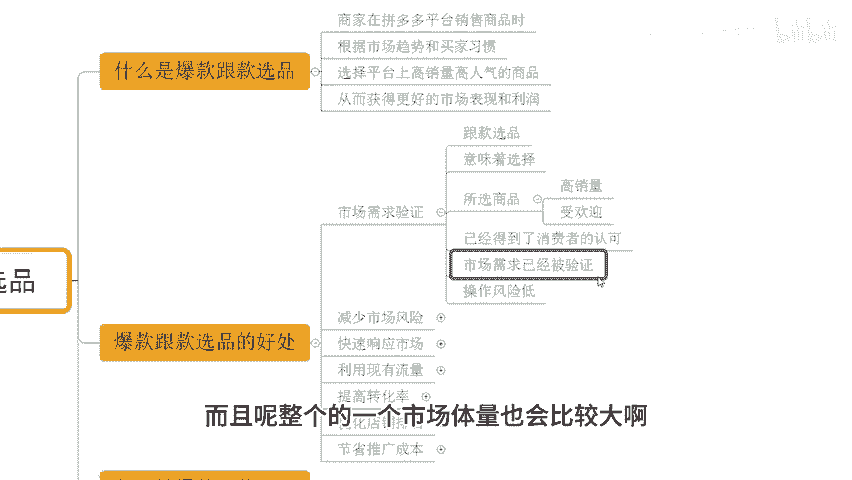 商家在拼多多平台销售商品时
根据市场趋势和买家习惯
什么是爆款跟款选品
选择平台上高销量高人气的商品
从而获得更好的市场表现和利润
跟款选品
意味着选择
高销量
所选商品
受欢迎
市场需求验证
已经得到了消费者的认可
市场需求已经被验证
选品
操作风险低
减少市场风险
爆款跟款选品的好处
快速响应市场
利用现有流量
提高转化率
而且呢整个的一个市场体量也会比较大啊
节省推广成本
bilibili